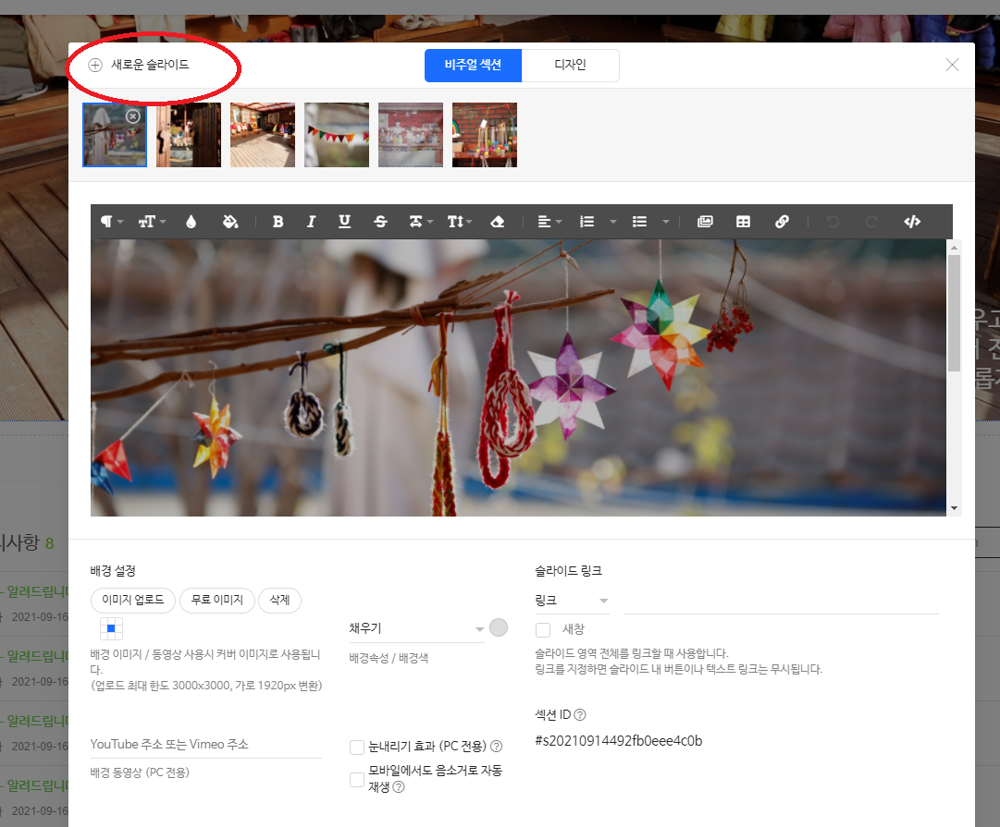 새로운 슬라이드
비주얼 섹션
디자인
시사항 8
- 알려드립니다
2021-09-16
- 알려드립니다
2021-09-16
- 알려드립니다
2021-09-16
- 알려드립니다
2021-09-16
배경 설정
이미지 업로드 무료 이미지 삭제
배경 이미지 / 동영상 사용시 커버 이미지로 사용됩니
다.
(업로드 최대 한도 3000x3000, 가로 1920px 변환)
채우기
배경속성 / 배경색
YouTube 주소 또는 Vimeo 주소
배경 동영상 (PC 전용)
눈내리기 효과 (PC 전용)
모바일에서도 음소거로 자동
재생
슬라이드 링크
링크
새창
슬라이드 영역 전체를 링크할 때 사용합니다.
링크를 지정하면 슬라이드 내 버튼이나 텍스트 링크는 무시됩니다.
섹션 ID
#s20210914492fb0eee4c0b